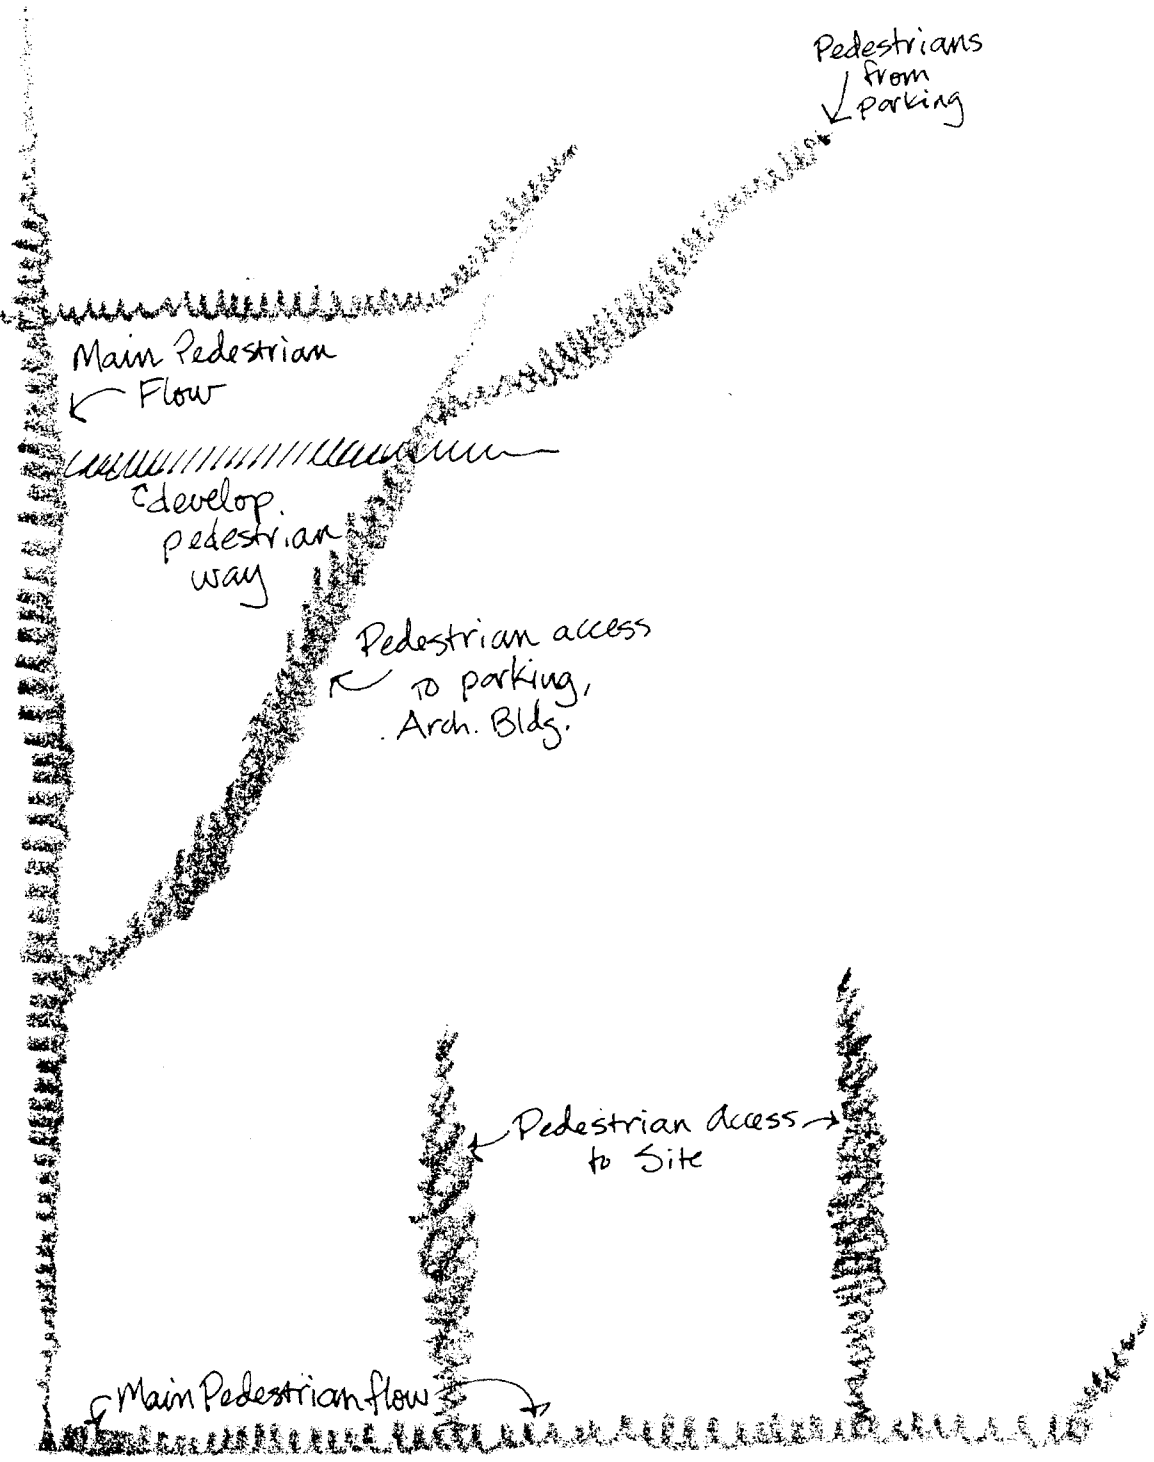 Pedestrians
from
parking
Main Pedestrian
Flow
develop.
pedestrian
way
Pedestrian access
To parking,
Arch. Bldg.
Pedestrian access
to Site
Main Pedestrian flow